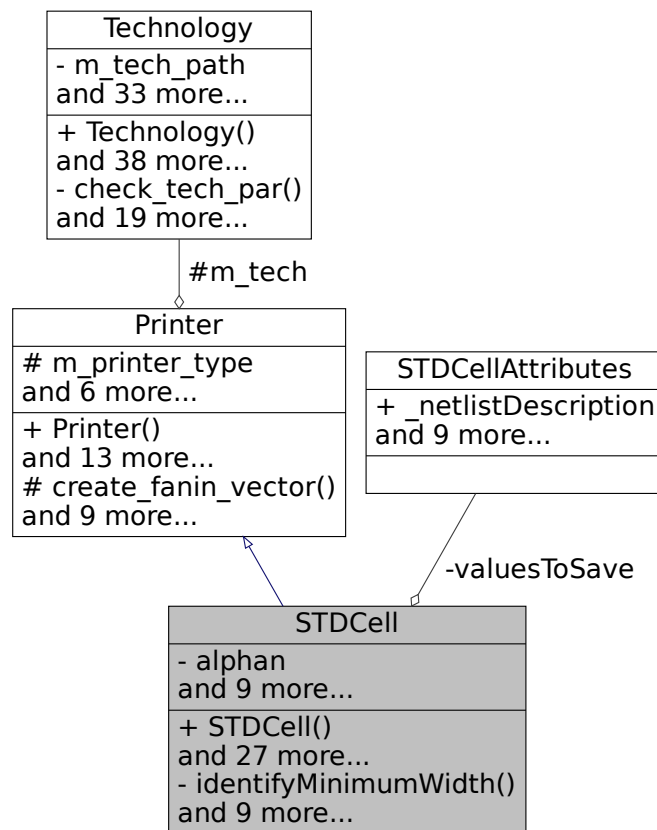 Technology
- m_tech_path
and 33 more...
+ Technology()
and 38 more...
- check_tech_par()
and 19 more...
#m_tech
Printer
# m_printer_type
and 6 more...
+ Printer()
and 13 more...
# create_fanin_vector()
and 9 more...
STDCellAttributes
+ _netlistDescription
and 9 more...
-valuesToSave
STDCell
- alphan
and 9 more...
+ STDCell()
and 27 more...
- identifyMinimumWidth()
and 9 more...